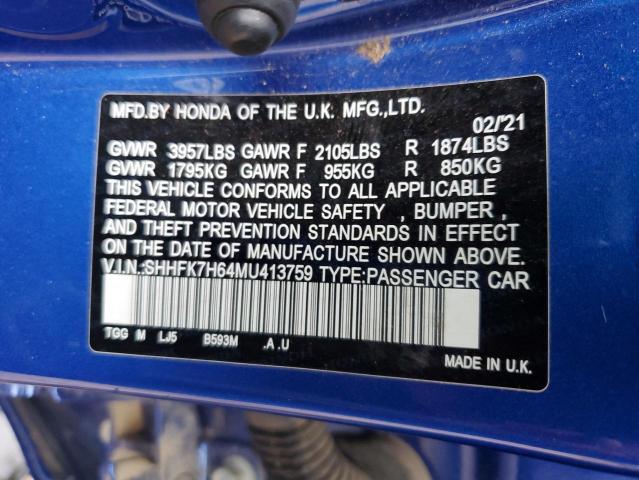 MFD.BY HONDA OF THE U.K. MFG.,LTD.
02/'21
GVWR 3957LBS GAWR F 2105LBS R 1874LBS
GVWR 1795KG GAWR F 955KG R 850KG
THIS VEHICLE CONFORMS TO ALL APPLICABLE
FEDERAL MOTOR VEHICLE SAFETY , BUMPER ,
AND THEFT PREVENTION STANDARDS IN EFFECT
ON THE DATE OF MANUFACTURE SHOWN ABOVE.
V.I.N.:SHHFK7H64MU413759 TYPE:PASSENGER CAR
TGG M LJ5 B593M .A .U
MADE IN U.K.